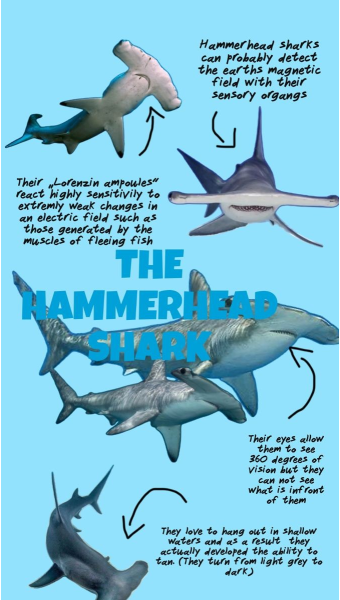 Hammerhead sharks
can probably detect
the earths magnetic
field with their
sensory organgs
Their „Lorenzin ampoules"
react highly sensitivily to
extremly weak changes in
an electric field such as
those generated by the
muscles of fleeing fish
THE
HAMMERHEAD
SHARK
Their eyes allow
them to see
360 degrees of
vision but they
can not see
what is infront
of them
They love to hang out in shallow
waters and as a result they
actually developed the ability to
tan. (They turn from light grey to
dark)